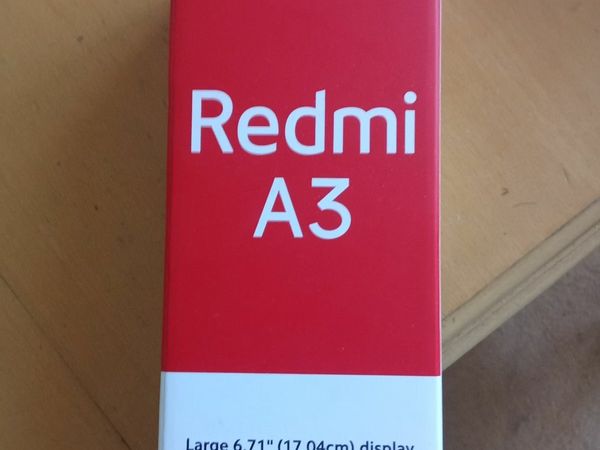 Redmi
A3
Large 6.71" (17.04cm) display